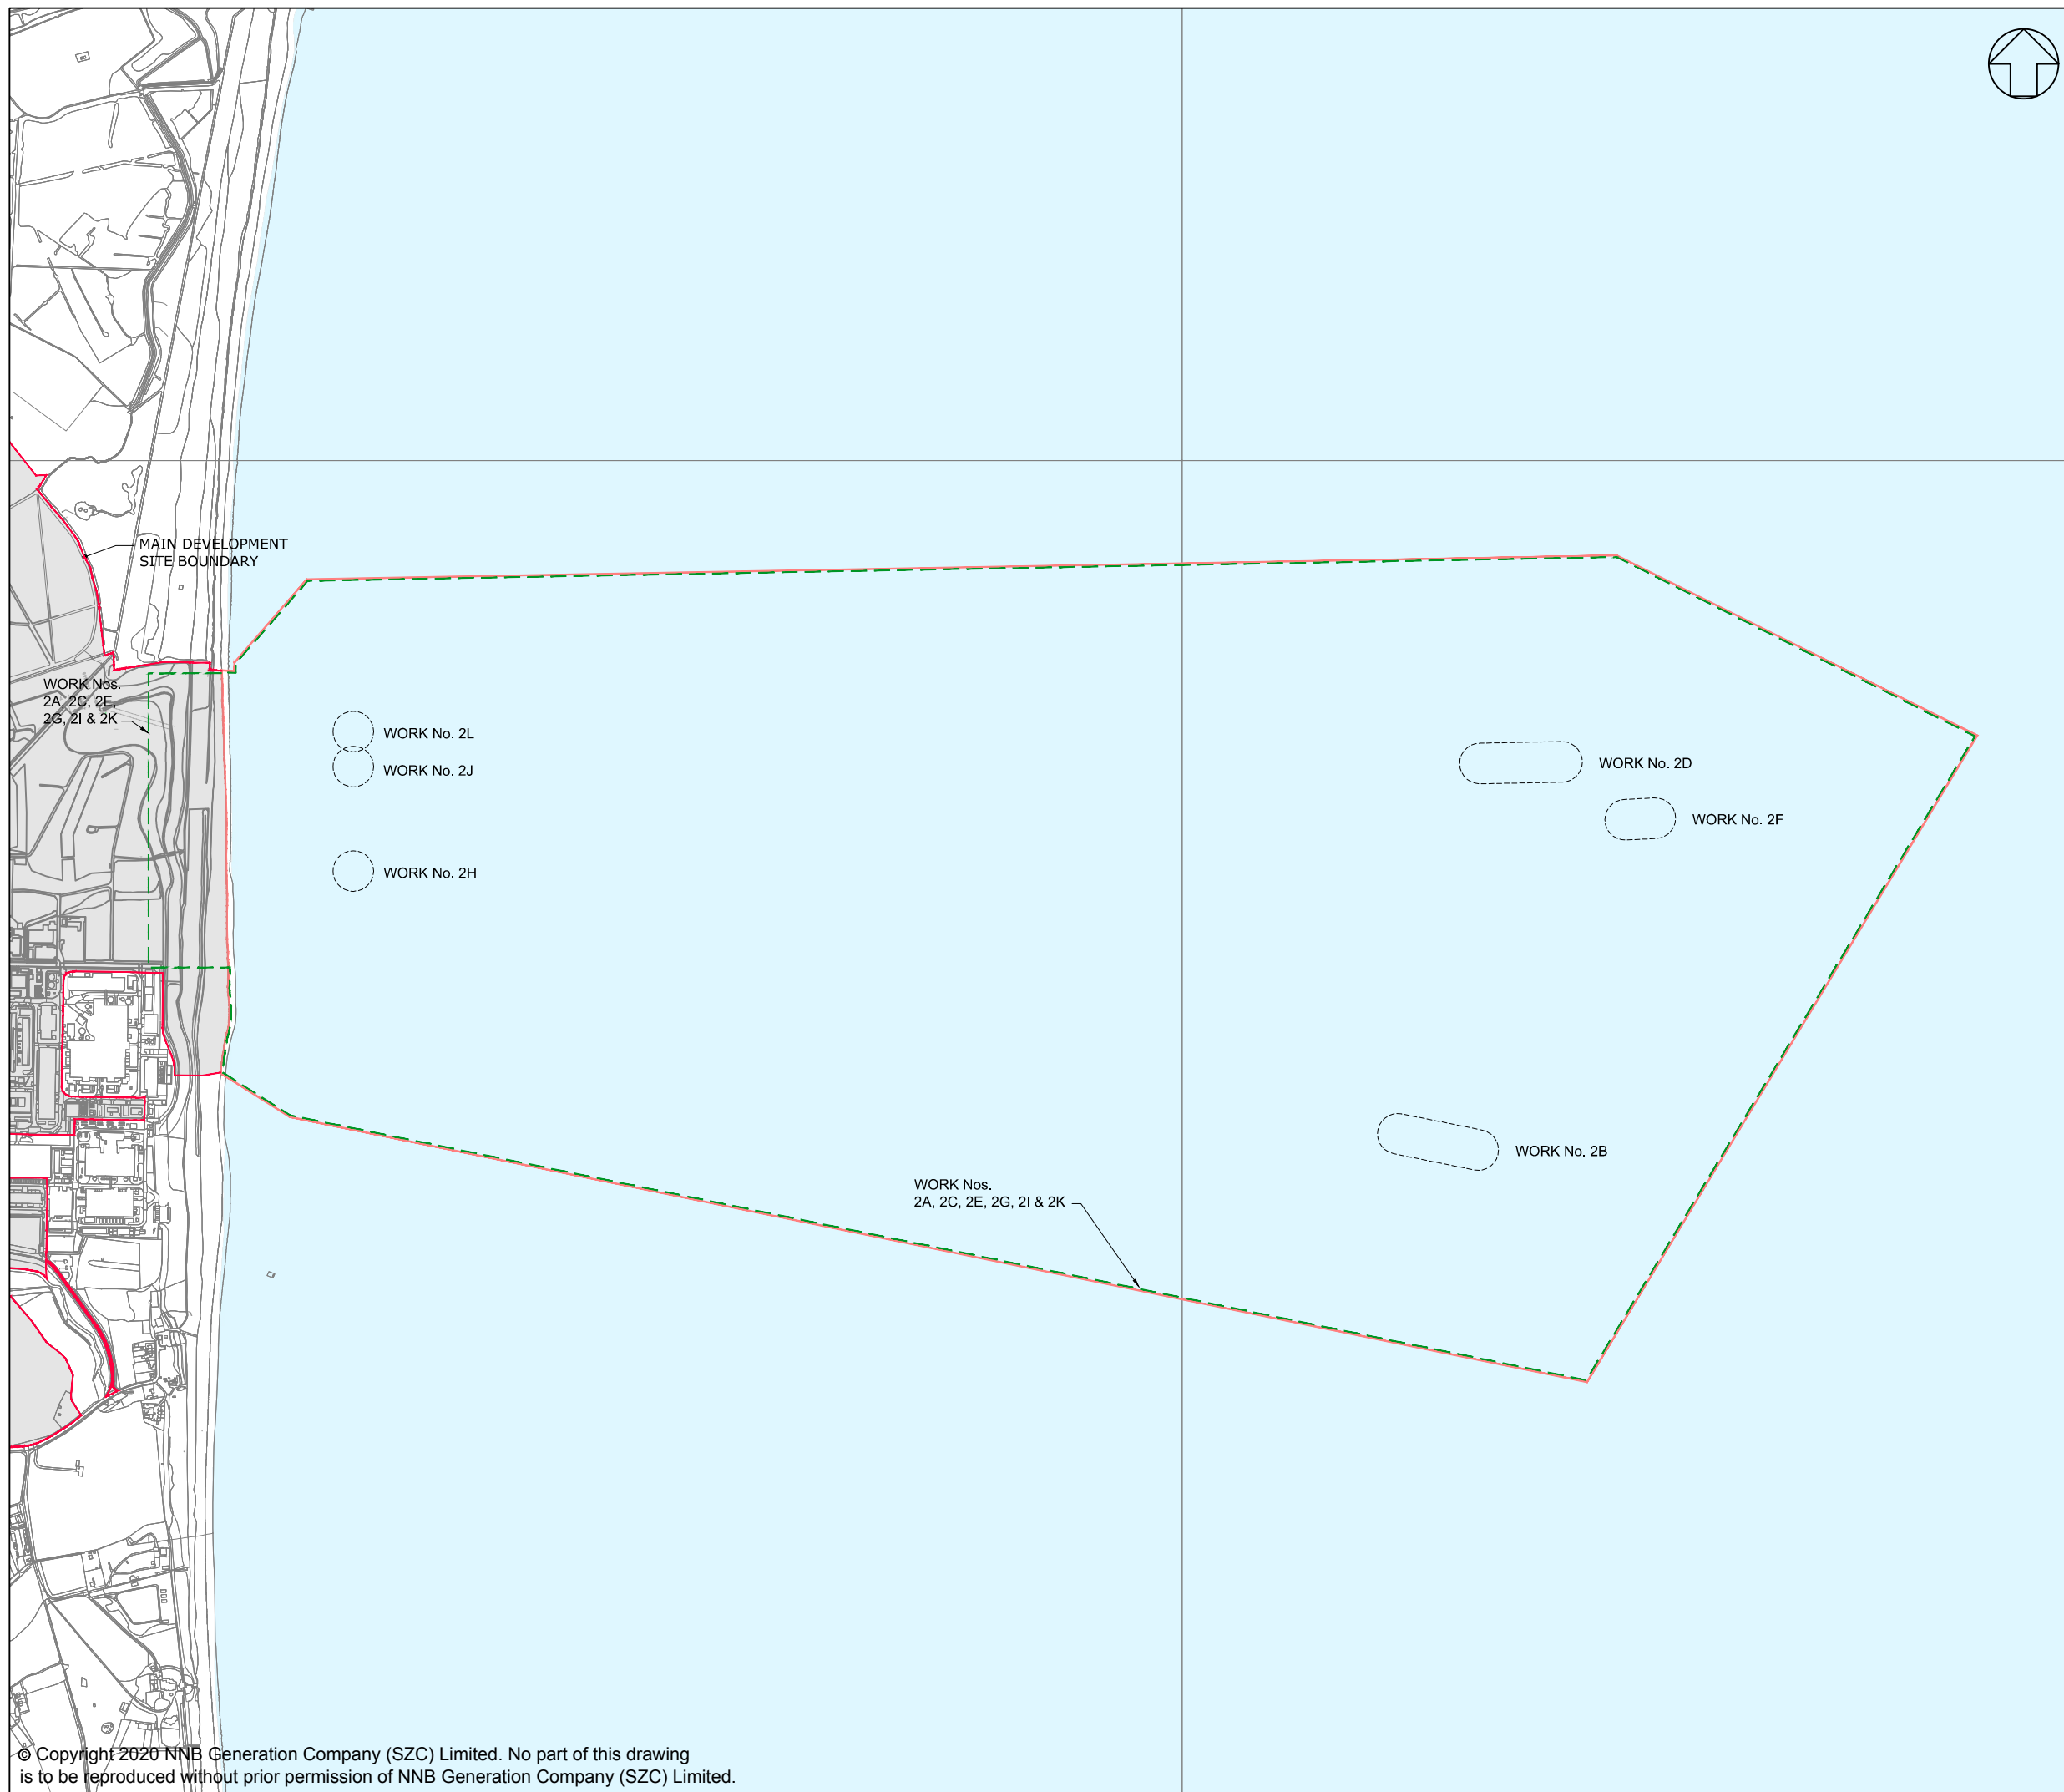 MAIN DEVELOPMENT
SITE BOUNDARY
WORK Nos.
2A, 2C, 2E,
2G, 2I & 2K
WORK No. 2L
WORK No. 2J
WORK No. 2H
WORK No. 2D
WORK No. 2F
WORK No. 2B
WORK Nos.
2A, 2C, 2E, 2G, 2I & 2K
© Copyright 2020 NNB Generation Company (SZC) Limited. No part of this drawing
is to be reproduced without prior permission of NNB Generation Company (SZC) Limited.